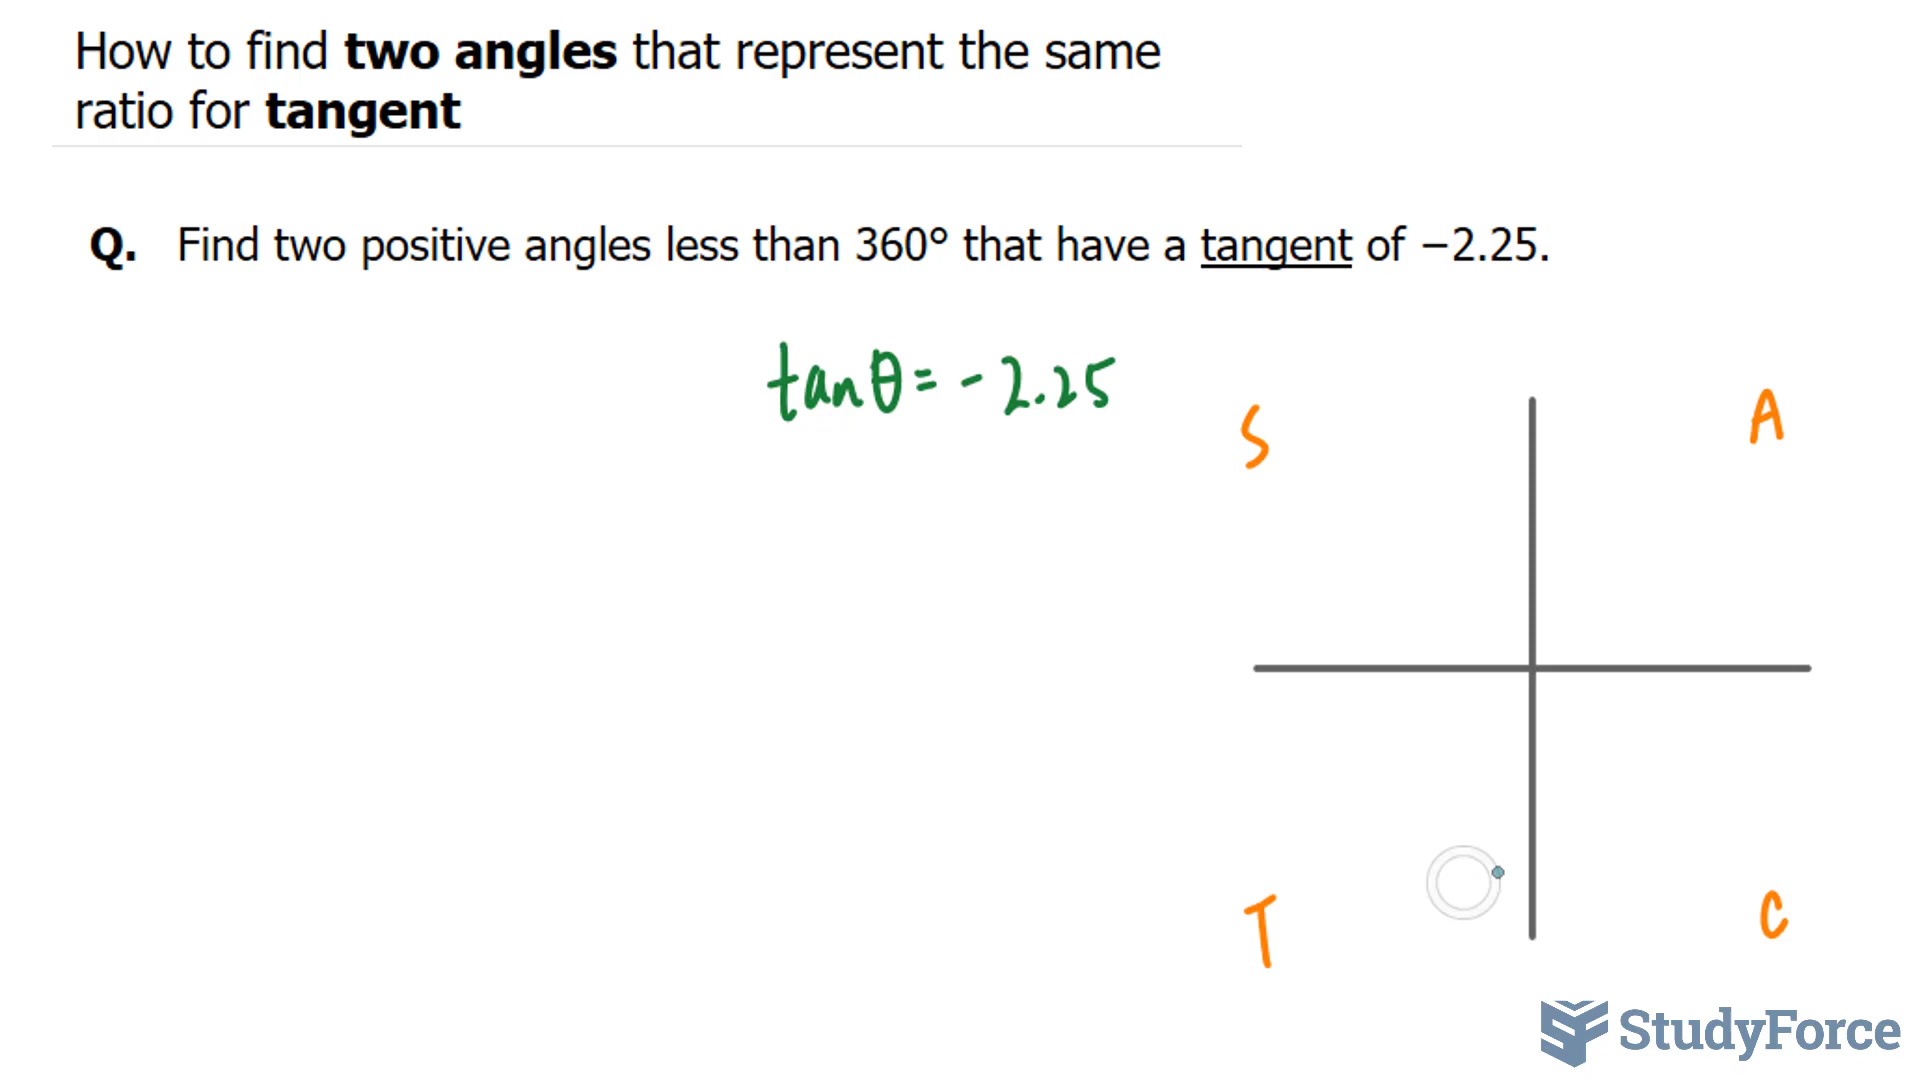 How to find two angles that represent the same
ratio for tangent
Q. Find two positive angles less than 360° that have a tangent of −2.25.
tanθ = - 2.25
S
A
T
C
StudyForce